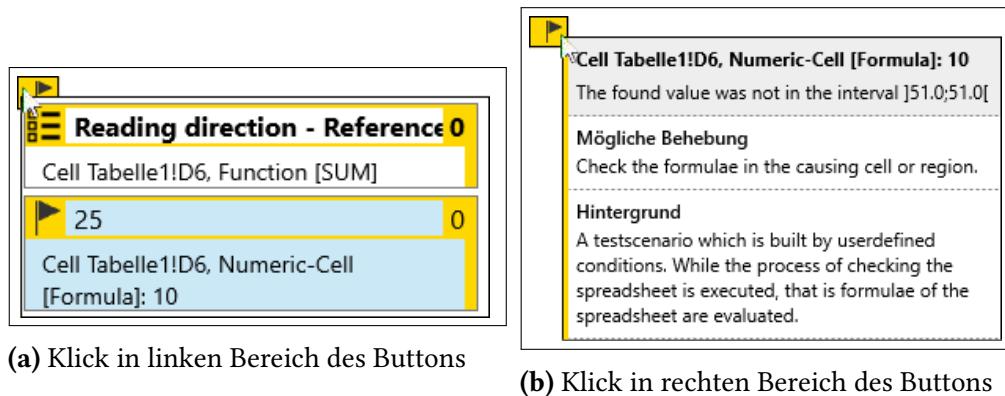 Reading direction - Reference 0
Cell Tabelle1!D6, Function [SUM]
25 0
Cell Tabelle1!D6, Numeric-Cell
[Formula]: 10
(a) Klick in linken Bereich des Buttons
Cell Tabelle1!D6, Numeric-Cell [Formula]: 10
The found value was not in the interval ]51.0;51.0[
Mögliche Behebung
Check the formulae in the causing cell or region.
Hintergrund
A testscenario which is built by userdefined
conditions. While the process of checking the
spreadsheet is executed, that is formulae of the
spreadsheet are evaluated.
(b) Klick in rechten Bereich des Buttons